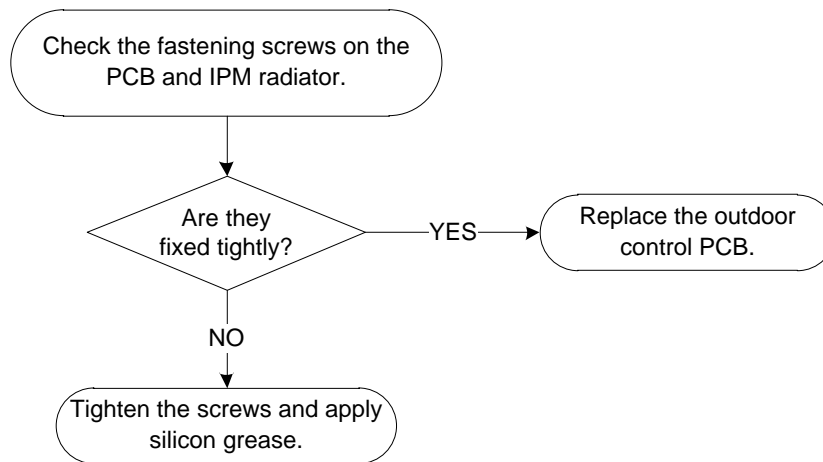 Check the fastening screws on the
PCB and IPM radiator.
Are they
fixed tightly?
YES
Replace the outdoor
control PCB.
NO
Tighten the screws and apply
silicon grease.